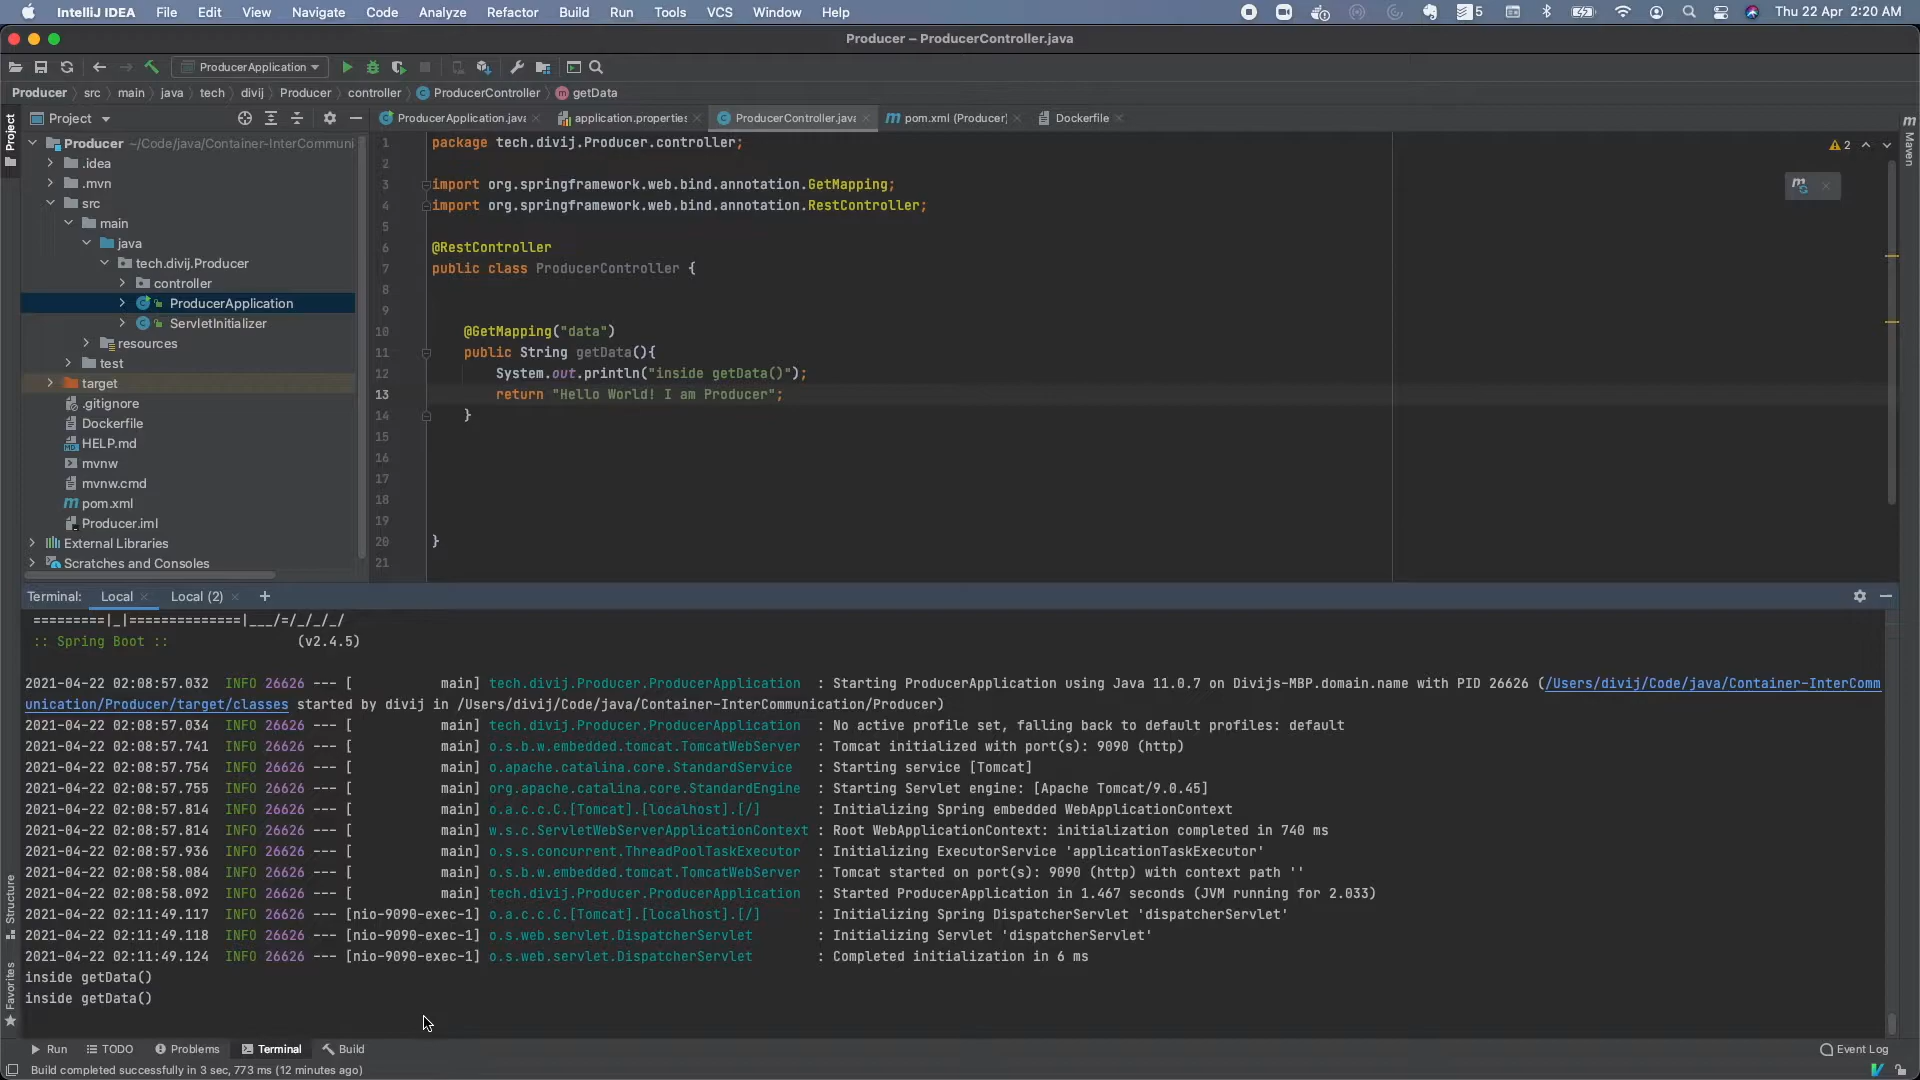 IntelliJ IDEA File Edit View Navigate Code Analyze Refactor Build Run Tools VCS Window Help 5 Thu 22 Apr 2:20 AM
Producer – ProducerController.java
ProducerApplication
Producer src main java tech divij Producer controller ProducerController getData
Project
Project
ProducerApplication.java application.properties ProducerController.java pom.xml (Producer) Dockerfile
Maven
Producer ~/Code/java/Container-InterCommuni
.idea
.mvn
src
main
java
tech.divij.Producer
controller
ProducerApplication
ServletInitializer
resources
test
target
.gitignore
Dockerfile
HELP.md
mvnw
mvnw.cmd
pom.xml
Producer.iml
External Libraries
Scratches and Consoles
2
1 package tech.divij.Producer.controller;
2
3 import org.springframework.web.bind.annotation.GetMapping;
4 import org.springframework.web.bind.annotation.RestController;
5
6 @RestController
7 public class ProducerController {
8
9
10 @GetMapping("data")
11 public String getData(){
12 System.out.println("inside getData()");
13 return "Hello World! I am Producer";
14 }
15
16
17
18
19
20 }
21
Terminal: Local Local (2) +
=========|_|==============|___/=/_/_/_/
:: Spring Boot :: (v2.4.5)
2021-04-22 02:08:57.032 INFO 26626 --- [ main] tech.divij.Producer.ProducerApplication : Starting ProducerApplication using Java 11.0.7 on Divijs-MBP.domain.name with PID 26626 (/Users/divij/Code/java/Container-InterComm
unication/Producer/target/classes started by divij in /Users/divij/Code/java/Container-InterCommunication/Producer)
2021-04-22 02:08:57.034 INFO 26626 --- [ main] tech.divij.Producer.ProducerApplication : No active profile set, falling back to default profiles: default
2021-04-22 02:08:57.741 INFO 26626 --- [ main] o.s.b.w.embedded.tomcat.TomcatWebServer : Tomcat initialized with port(s): 9090 (http)
2021-04-22 02:08:57.754 INFO 26626 --- [ main] o.apache.catalina.core.StandardService : Starting service [Tomcat]
2021-04-22 02:08:57.755 INFO 26626 --- [ main] org.apache.catalina.core.StandardEngine : Starting Servlet engine: [Apache Tomcat/9.0.45]
2021-04-22 02:08:57.814 INFO 26626 --- [ main] o.a.c.c.C.[Tomcat].[localhost].[/] : Initializing Spring embedded WebApplicationContext
2021-04-22 02:08:57.814 INFO 26626 --- [ main] w.s.c.ServletWebServerApplicationContext : Root WebApplicationContext: initialization completed in 740 ms
2021-04-22 02:08:57.936 INFO 26626 --- [ main] o.s.s.concurrent.ThreadPoolTaskExecutor : Initializing ExecutorService 'applicationTaskExecutor'
2021-04-22 02:08:58.084 INFO 26626 --- [ main] o.s.b.w.embedded.tomcat.TomcatWebServer : Tomcat started on port(s): 9090 (http) with context path ''
2021-04-22 02:08:58.092 INFO 26626 --- [ main] tech.divij.Producer.ProducerApplication : Started ProducerApplication in 1.467 seconds (JVM running for 2.033)
2021-04-22 02:11:49.117 INFO 26626 --- [nio-9090-exec-1] o.a.c.c.C.[Tomcat].[localhost].[/] : Initializing Spring DispatcherServlet 'dispatcherServlet'
2021-04-22 02:11:49.118 INFO 26626 --- [nio-9090-exec-1] o.s.web.servlet.DispatcherServlet : Initializing Servlet 'dispatcherServlet'
2021-04-22 02:11:49.124 INFO 26626 --- [nio-9090-exec-1] o.s.web.servlet.DispatcherServlet : Completed initialization in 6 ms
inside getData()
inside getData()
Structure
Favorites
Run TODO Problems Terminal Build Event Log
Build completed successfully in 3 sec, 773 ms (12 minutes ago)